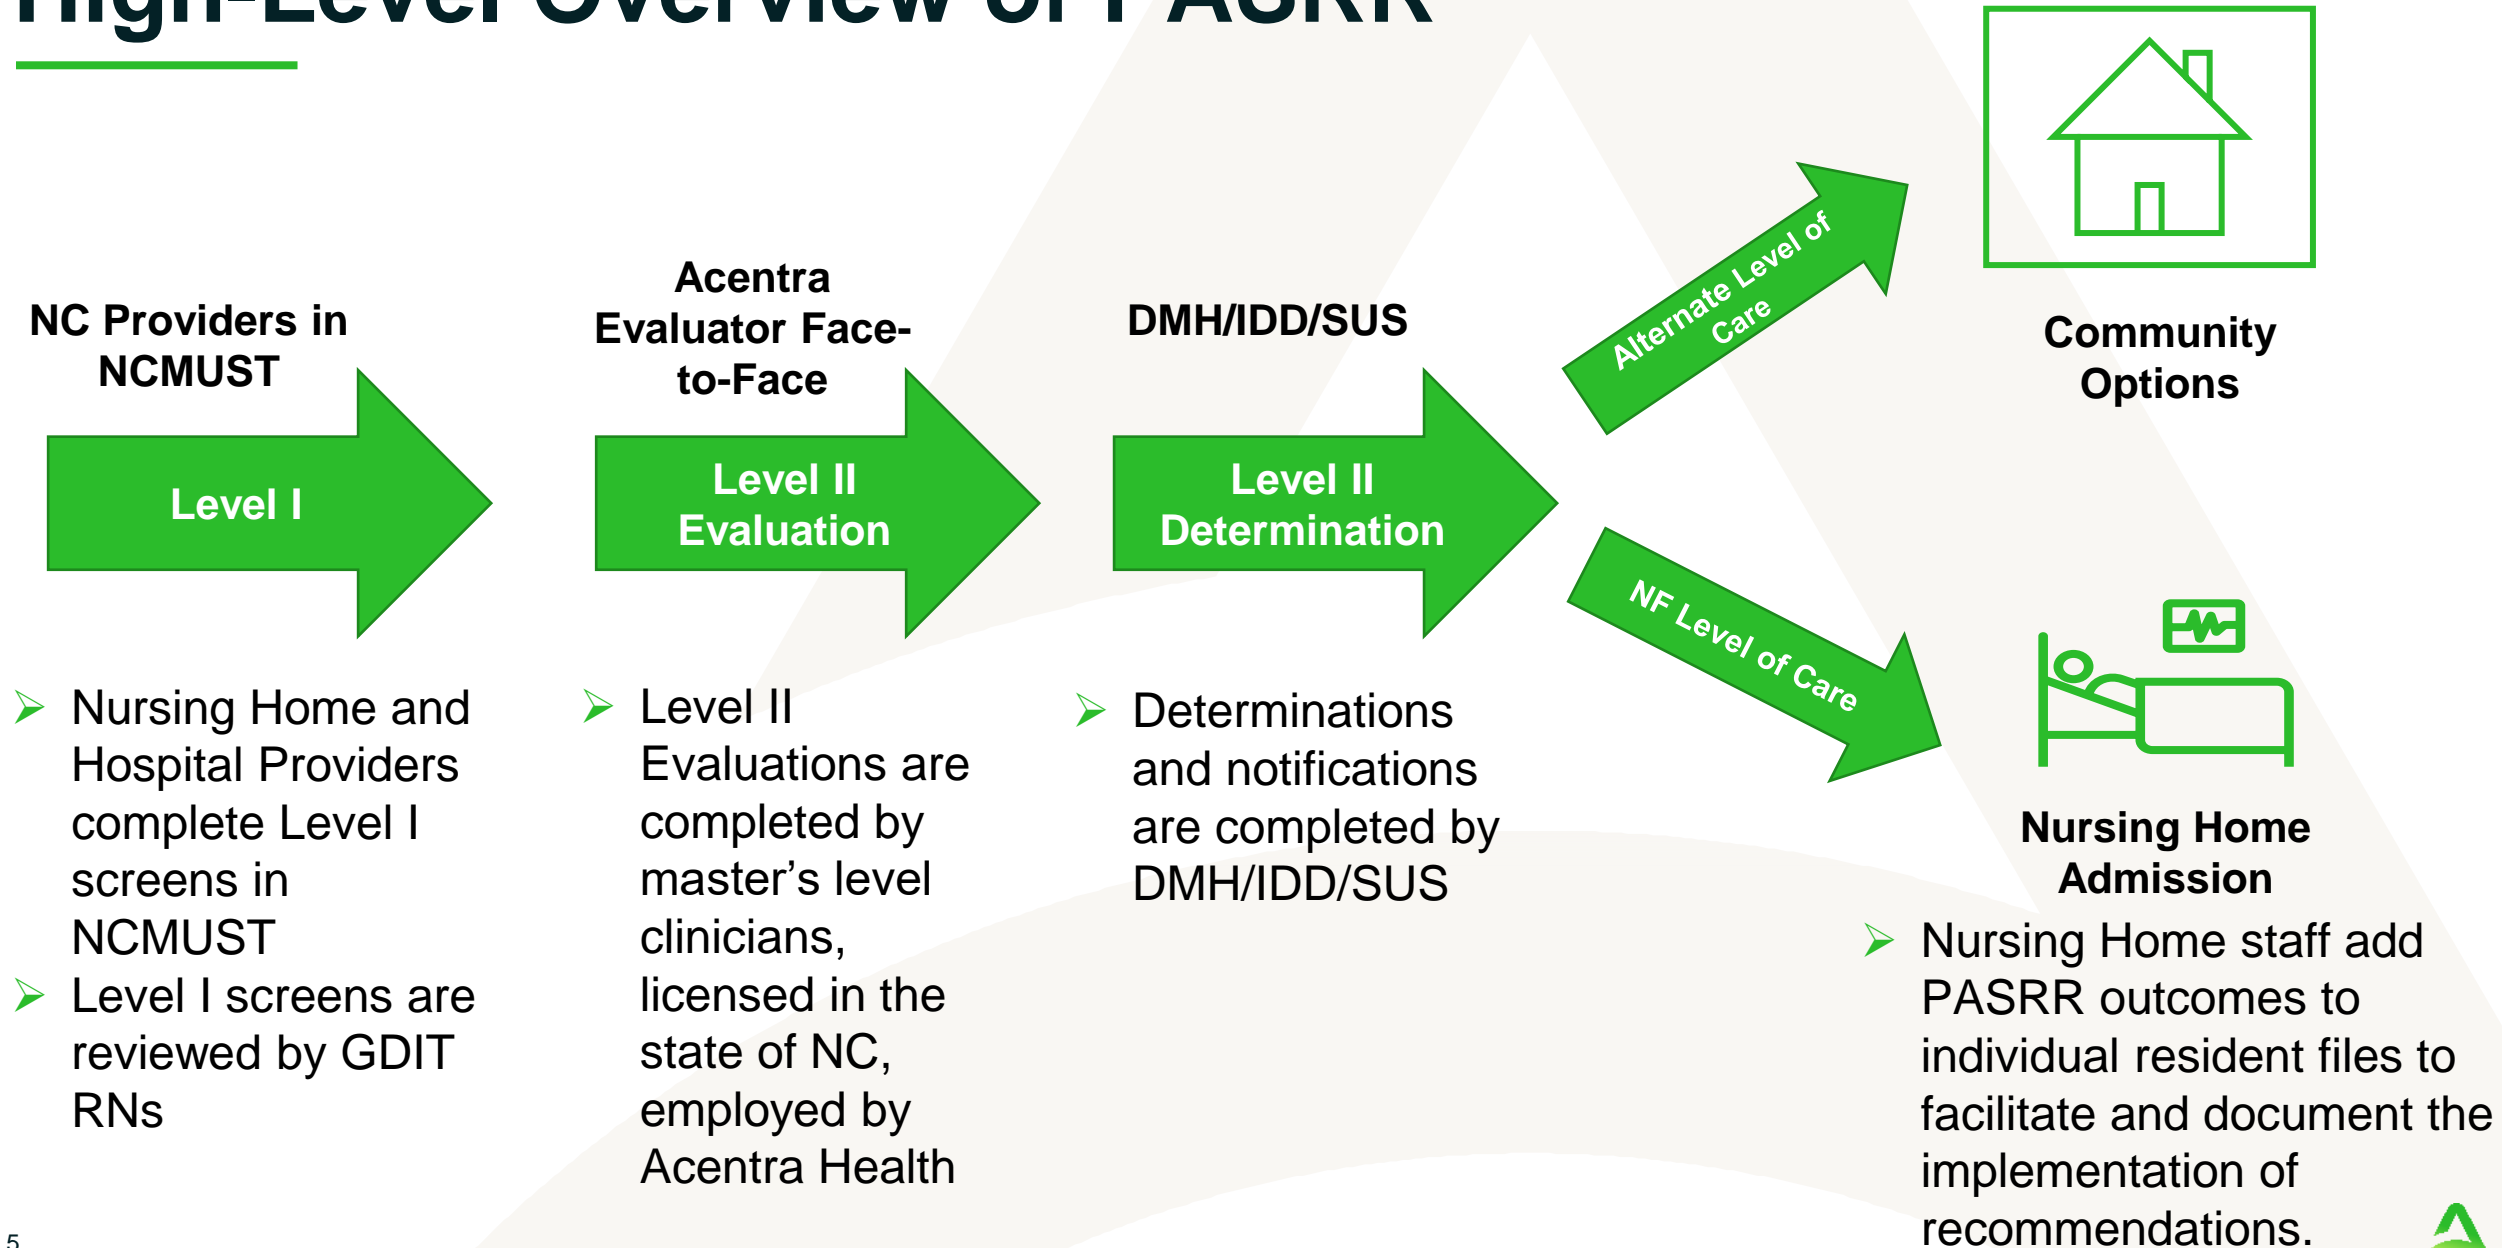 High-Level Overview of PASRR
NC Providers in
NCMUST
Level I
Nursing Home and
Hospital Providers
complete Level I
screens in
NCMUST
Level I screens are
reviewed by GDIT
RNs
Acentra
Evaluator Face-
to-Face
Level II
Evaluation
Level II
Evaluations are
completed by
master’s level
clinicians,
licensed in the
state of NC,
employed by
Acentra Health
DMH/IDD/SUS
Level II
Determination
Determinations
and notifications
are completed by
DMH/IDD/SUS
Alternate Level of
Care
Community
Options
NF Level of Care
Nursing Home
Admission
Nursing Home staff add
PASRR outcomes to
individual resident files to
facilitate and document the
implementation of
recommendations.
5